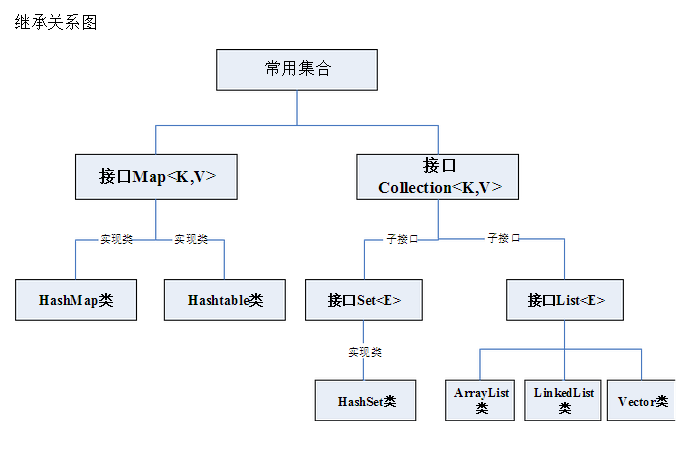 继承关系图
常用集合
接口Map<K,V>
接口
Collection<K,V>
实现类
实现类
子接口
子接口
HashMap类
Hashtable类
接口Set<E>
接口List<E>
实现类
HashSet类
ArrayList
类
LinkedList
类
Vector类